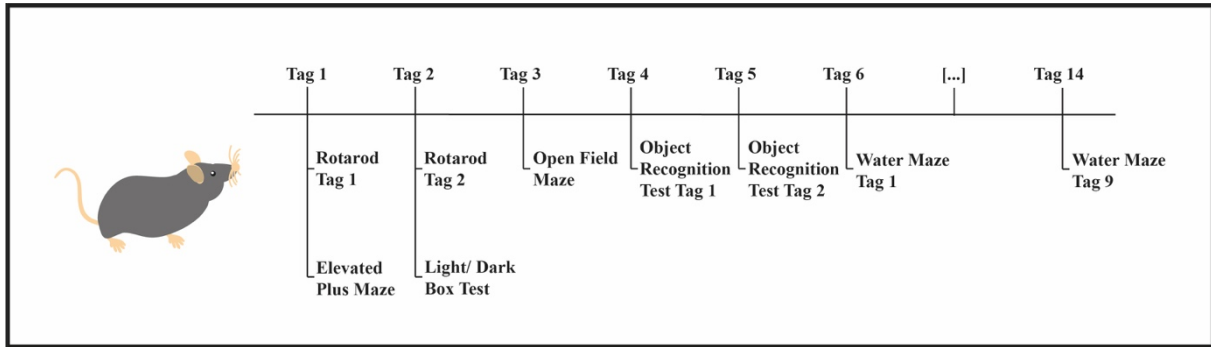 Tag 1
Tag 2
Tag 3
Tag 4
Tag 5
Tag 6
[...]
Tag 14
Rotarod
Tag 1
Rotarod
Tag 2
Open Field
Maze
Object
Recognition
Test Tag 1
Object
Recognition
Test Tag 2
Water Maze
Tag 1
Water Maze
Tag 9
Elevated
Plus Maze
Light/ Dark
Box Test